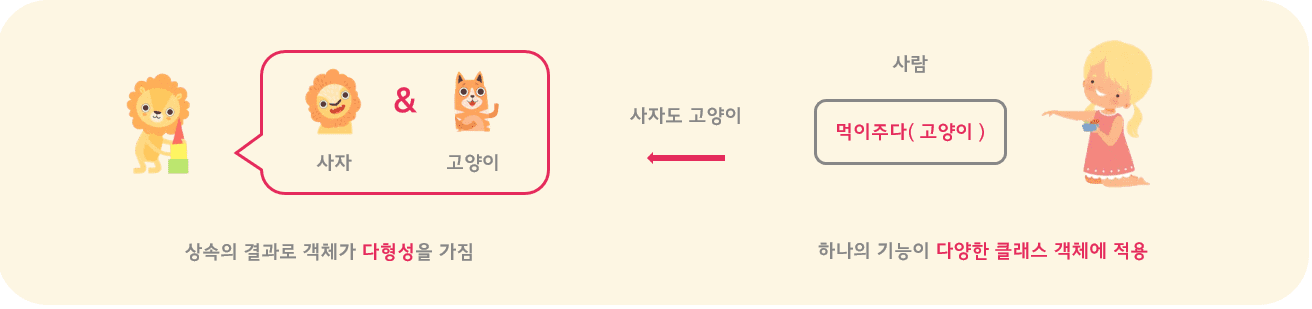 &
사자
고양이
상속의 결과로 객체가 다형성을 가짐
사자도 고양이
사람
먹이주다( 고양이 )
하나의 기능이 다양한 클래스 객체에 적용